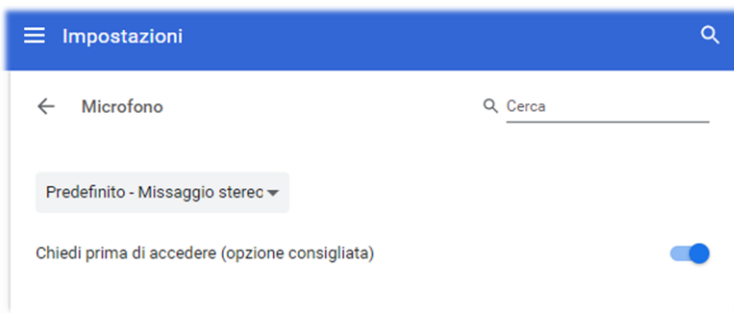 Impostazioni
Microfono
Cerca
Predefinito - Missaggio sterec
Chiedi prima di accedere (opzione consigliata)